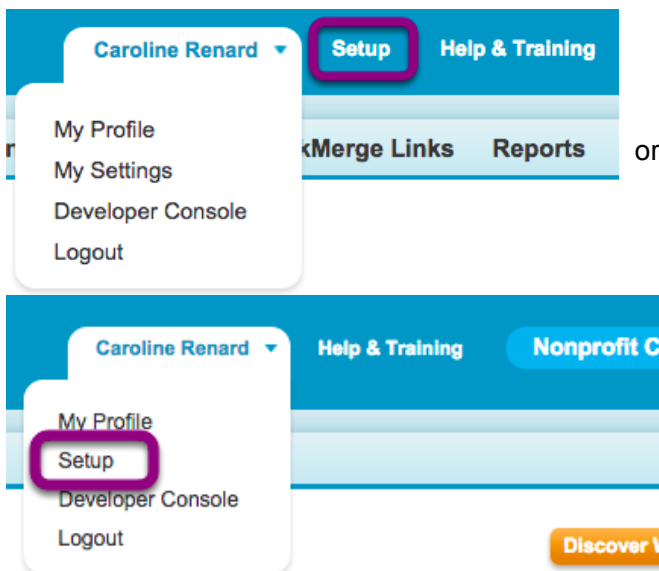 Caroline Renard Setup Help & Training
My Profile
kMerge Links Reports or
My Settings
Developer Console
Logout
Caroline Renard Help & Training Nonprofit C
My Profile
Setup
Developer Console
Logout
Discover